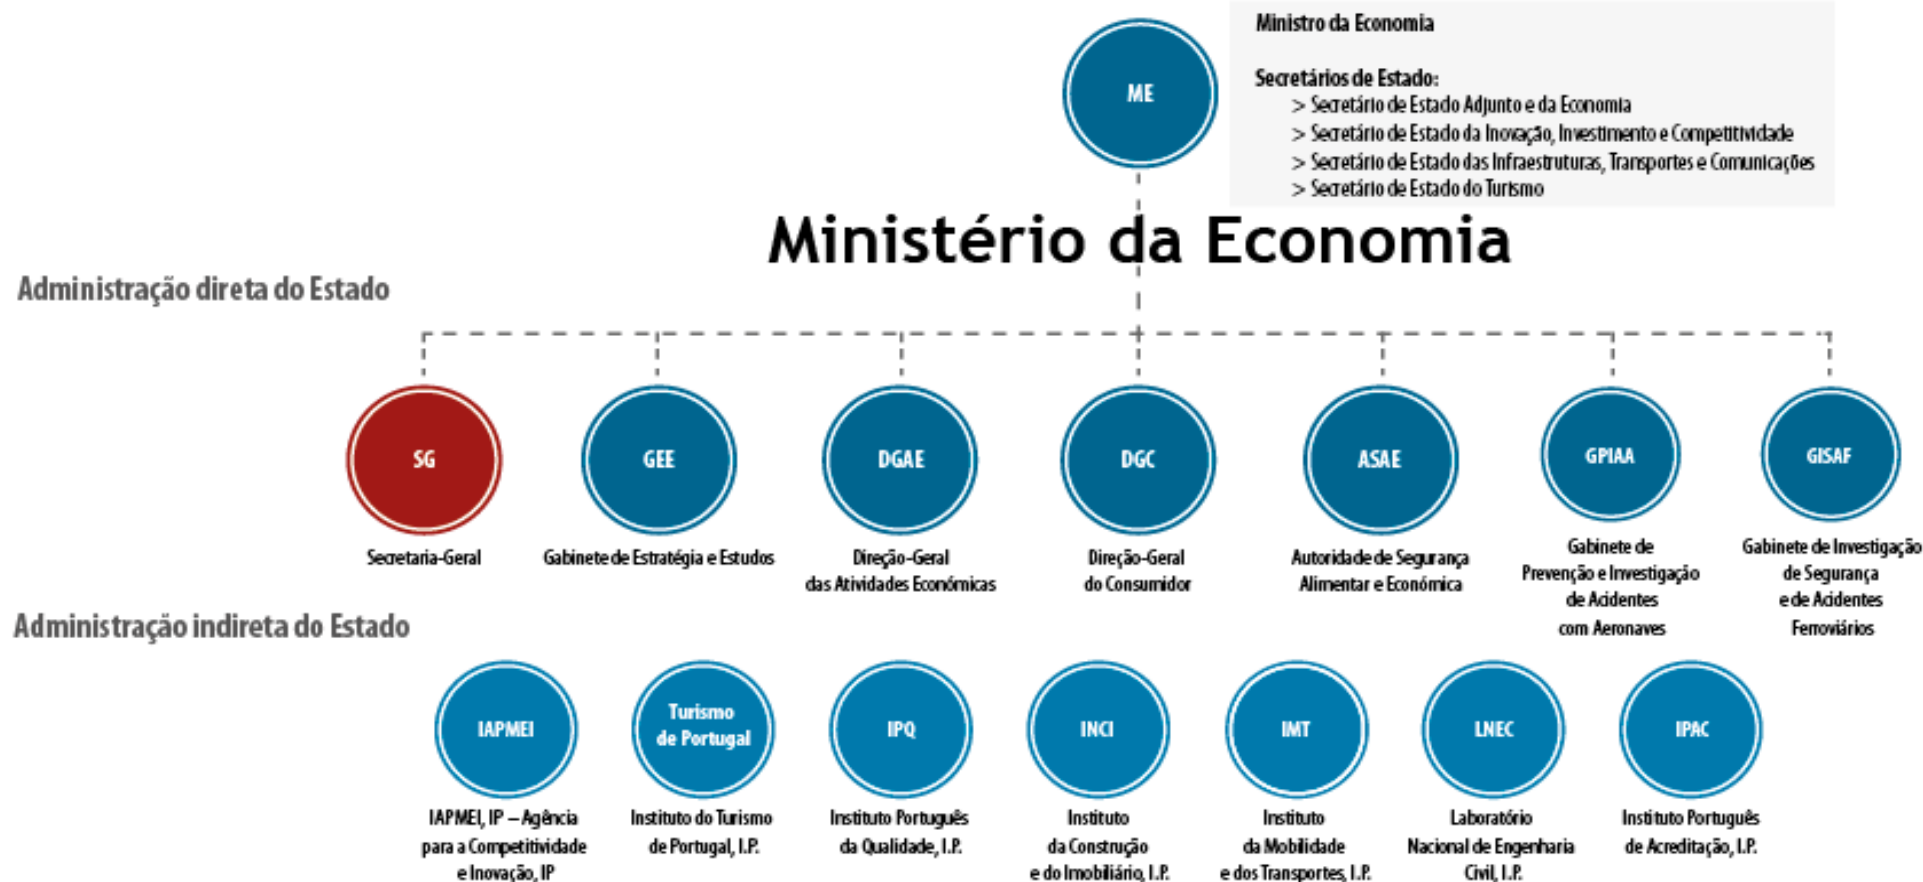 ME
Ministro da Economia
Secretários de Estado:
> Secretário de Estado Adjunto e da Economia
> Secretário de Estado da Inovação, Investimento e Competitividade
> Secretário de Estado das Infraestruturas, Transportes e Comunicações
> Secretário de Estado do Turismo
Ministério da Economia
Administração direta do Estado
SG
Secretaria-Geral
GEE
Gabinete de Estratégia e Estudos
DGAE
Direção-Geral
das Atividades Económicas
DGC
Direção-Geral
do Consumidor
ASAE
Autoridade de Segurança
Alimentar e Económica
GPIAA
Gabinete de
Prevenção e Investigação
de Acidentes
com Aeronaves
GISAF
Gabinete de Investigação
de Segurança
e de Acidentes
Ferroviários
Administração indireta do Estado
IAPMEI
IAPMEI, IP – Agência
para a Competitividade
e Inovação, IP
Turismo
de Portugal
Instituto do Turismo
de Portugal, I.P.
IPQ
Instituto Português
da Qualidade, I.P.
INCI
Instituto
da Construção
e do Imobiliário, I.P.
IMT
Instituto
da Mobilidade
e dos Transportes, I.P.
LNEC
Laboratório
Nacional de Engenharia
Civil, I.P.
IPAC
Instituto Português
de Acreditação, I.P.